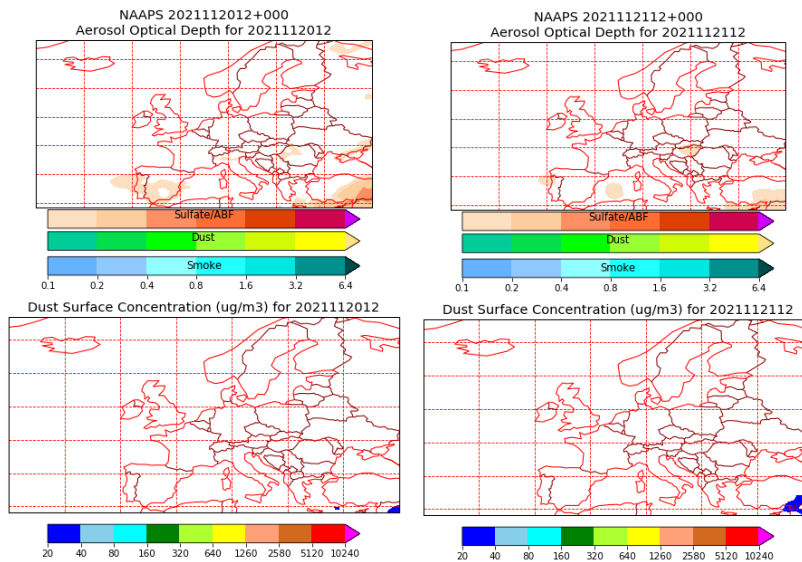 NAAPS 2021112012+000
Aerosol Optical Depth for 2021112012
Sulfate/ABF
Dust
Smoke
0.1 0.2 0.4 0.8 1.6 3.2 6.4
Dust Surface Concentration (ug/m3) for 2021112012
20 40 80 160 320 640 1260 2580 5120 10240
NAAPS 2021112112+000
Aerosol Optical Depth for 2021112112
Sulfate/ABF
Dust
Smoke
0.1 0.2 0.4 0.8 1.6 3.2 6.4
Dust Surface Concentration (ug/m3) for 2021112112
20 40 80 160 320 640 1260 2580 5120 10240